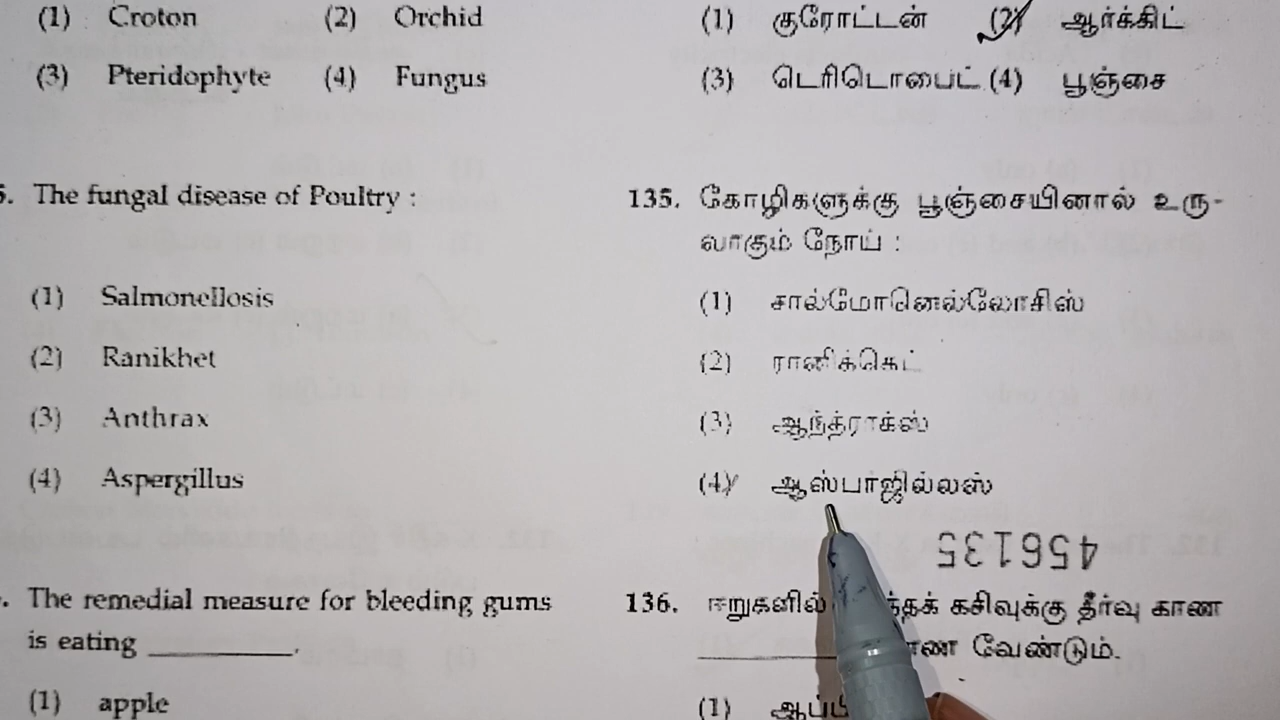 (1) Croton (2) Orchid
(3) Pteridophyte (4) Fungus
The fungal disease of Poultry :
(1) Salmonellosis
(2) Ranikhet
(3) Anthrax
(4) Aspergillus
The remedial measure for bleeding gums
is eating ________.
(1) apple
(1) குரோட்டன் (2) ஆர்க்கிட்
(3) டெரிடொபைட் (4) பூஞ்சை
135. கோழிகளுக்கு பூஞ்சையினால் உரு-
வாகும் நோய் :
(1) சால்மோனெல்லோசிஸ்
(2) ராணிக்கெட்
(3) ஆந்த்ராக்ஸ்
(4) ஆஸ்பர்ஜில்லஸ்
456135
136. ஈறுகளில் கசிவுக்கு தீர்வு காண
________ வேண்டும்.
(1)